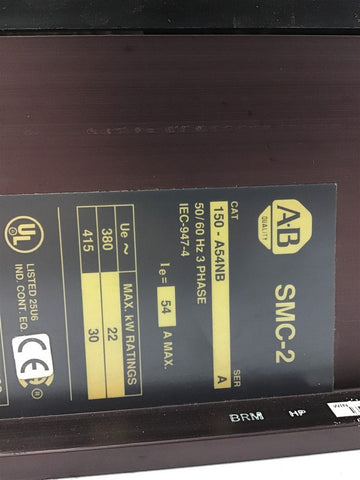 A-B
QUALITY
SMC-2
CAT SER
150 - A54NB A
50/60 Hz 3 PHASE
IEC-947-4
Ie = 54 A MAX.
Ue ~ MAX. kW RATINGS
380 22
415 30
UL
LISTED 25U6
IND. CONT. EQ.
CE
BRM HP WIN